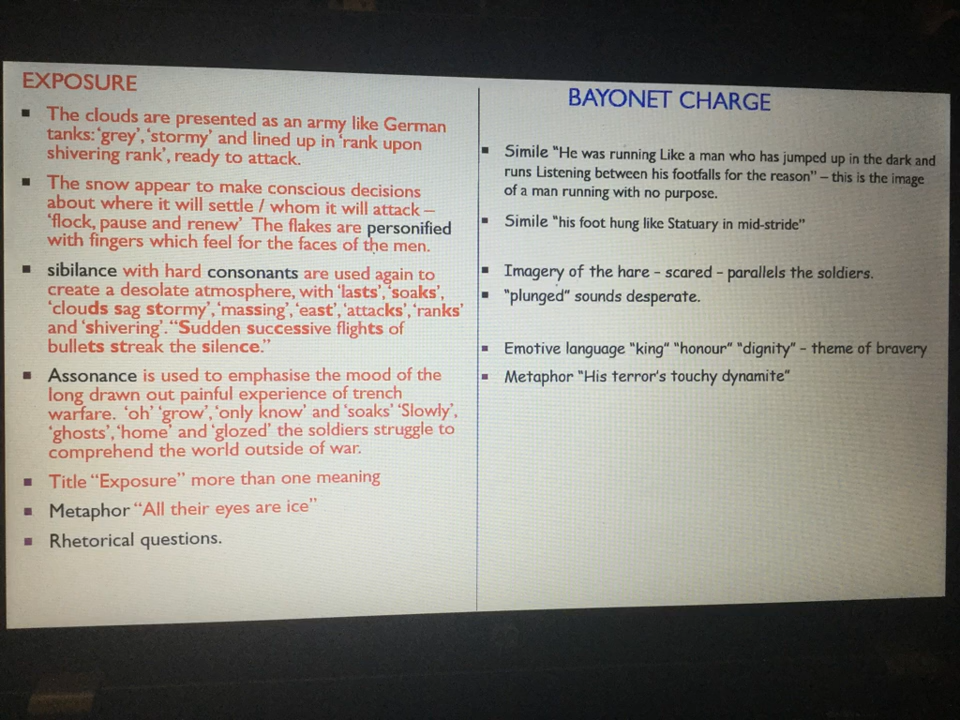 EXPOSURE
▪ The clouds are presented as an army like German
tanks:‘grey’,‘stormy’ and lined up in ‘rank upon
shivering rank’, ready to attack.
▪ The snow appear to make conscious decisions
about where it will settle / whom it will attack –
‘flock, pause and renew’ The flakes are personified
with fingers which feel for the faces of the men.
▪ sibilance with hard consonants are used again to
create a desolate atmosphere, with ‘lasts’,‘soaks’,
‘clouds sag stormy’,‘massing’,‘east’,‘attacks’,‘ranks’
and ‘shivering’.“Sudden successive flights of
bullets streak the silence.”
▪ Assonance is used to emphasise the mood of the
long drawn out painful experience of trench
warfare. ‘oh’ ‘grow’,‘only know’ and ‘soaks’ ‘Slowly’,
‘ghosts’,‘home’ and ‘glozed’ the soldiers struggle to
comprehend the world outside of war.
▪ Title “Exposure” more than one meaning
▪ Metaphor “All their eyes are ice”
▪ Rhetorical questions.
BAYONET CHARGE
▪ Simile “He was running Like a man who has jumped up in the dark and
runs Listening between his footfalls for the reason” – this is the image
of a man running with no purpose.
▪ Simile “his foot hung like Statuary in mid-stride”
▪ Imagery of the hare – scared – parallels the soldiers.
▪ “plunged” sounds desperate.
▪ Emotive language “king” “honour” “dignity” – theme of bravery
▪ Metaphor “His terror’s touchy dynamite”